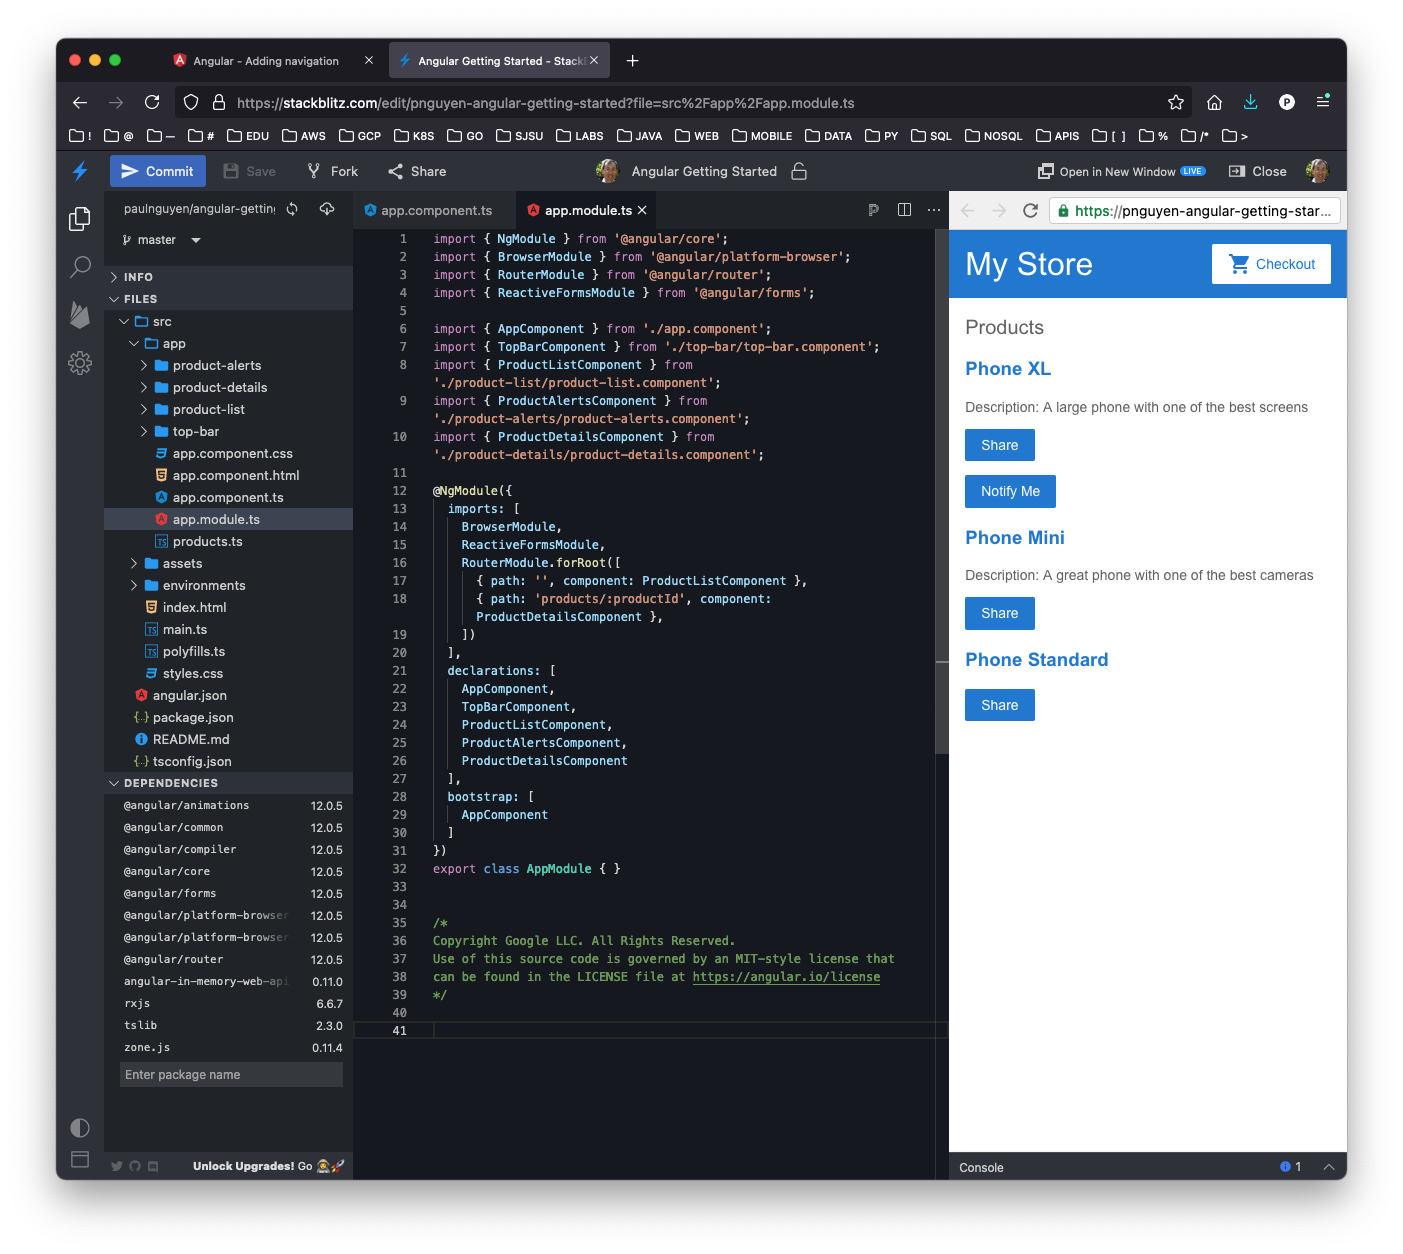 Angular - Adding navigation
Angular Getting Started - Stack
https://stackblitz.com/edit/pnguyen-angular-getting-started?file=src%2Fapp%2Fapp.module.ts
P
! @ — # EDU AWS GCP K8S GO SJSU LABS JAVA WEB MOBILE DATA PY SQL NOSQL APIS [ ] % /* >
Commit Save Fork Share Angular Getting Started Open in New Window LIVE Close
paulnguyen/angular-getting
master
INFO
FILES
src
app
product-alerts
product-details
product-list
top-bar
app.component.css
app.component.html
app.component.ts
app.module.ts
products.ts
assets
environments
index.html
main.ts
polyfills.ts
styles.css
angular.json
package.json
README.md
tsconfig.json
DEPENDENCIES
@angular/animations 12.0.5
@angular/common 12.0.5
@angular/compiler 12.0.5
@angular/core 12.0.5
@angular/forms 12.0.5
@angular/platform-browser 12.0.5
@angular/platform-browser 12.0.5
@angular/router 12.0.5
angular-in-memory-web-api 0.11.0
rxjs 6.6.7
tslib 2.3.0
zone.js 0.11.4
Enter package name
Unlock Upgrades! Go
app.component.ts
app.module.ts
1 import { NgModule } from '@angular/core';
2 import { BrowserModule } from '@angular/platform-browser';
3 import { RouterModule } from '@angular/router';
4 import { ReactiveFormsModule } from '@angular/forms';
5
6 import { AppComponent } from './app.component';
7 import { TopBarComponent } from './top-bar/top-bar.component';
8 import { ProductListComponent } from
'./product-list/product-list.component';
9 import { ProductAlertsComponent } from
'./product-alerts/product-alerts.component';
10 import { ProductDetailsComponent } from
'./product-details/product-details.component';
11
12 @NgModule({
13 imports: [
14 BrowserModule,
15 ReactiveFormsModule,
16 RouterModule.forRoot([
17 { path: '', component: ProductListComponent },
18 { path: 'products/:productId', component:
ProductDetailsComponent },
19 ])
20 ],
21 declarations: [
22 AppComponent,
23 TopBarComponent,
24 ProductListComponent,
25 ProductAlertsComponent,
26 ProductDetailsComponent
27 ],
28 bootstrap: [
29 AppComponent
30 ]
31 })
32 export class AppModule { }
33
34
35 /*
36 Copyright Google LLC. All Rights Reserved.
37 Use of this source code is governed by an MIT-style license that
38 can be found in the LICENSE file at https://angular.io/license
39 */
40
41
https://pnguyen-angular-getting-star...
My Store
Checkout
Products
Phone XL
Description: A large phone with one of the best screens
Share
Notify Me
Phone Mini
Description: A great phone with one of the best cameras
Share
Phone Standard
Share
Console 1